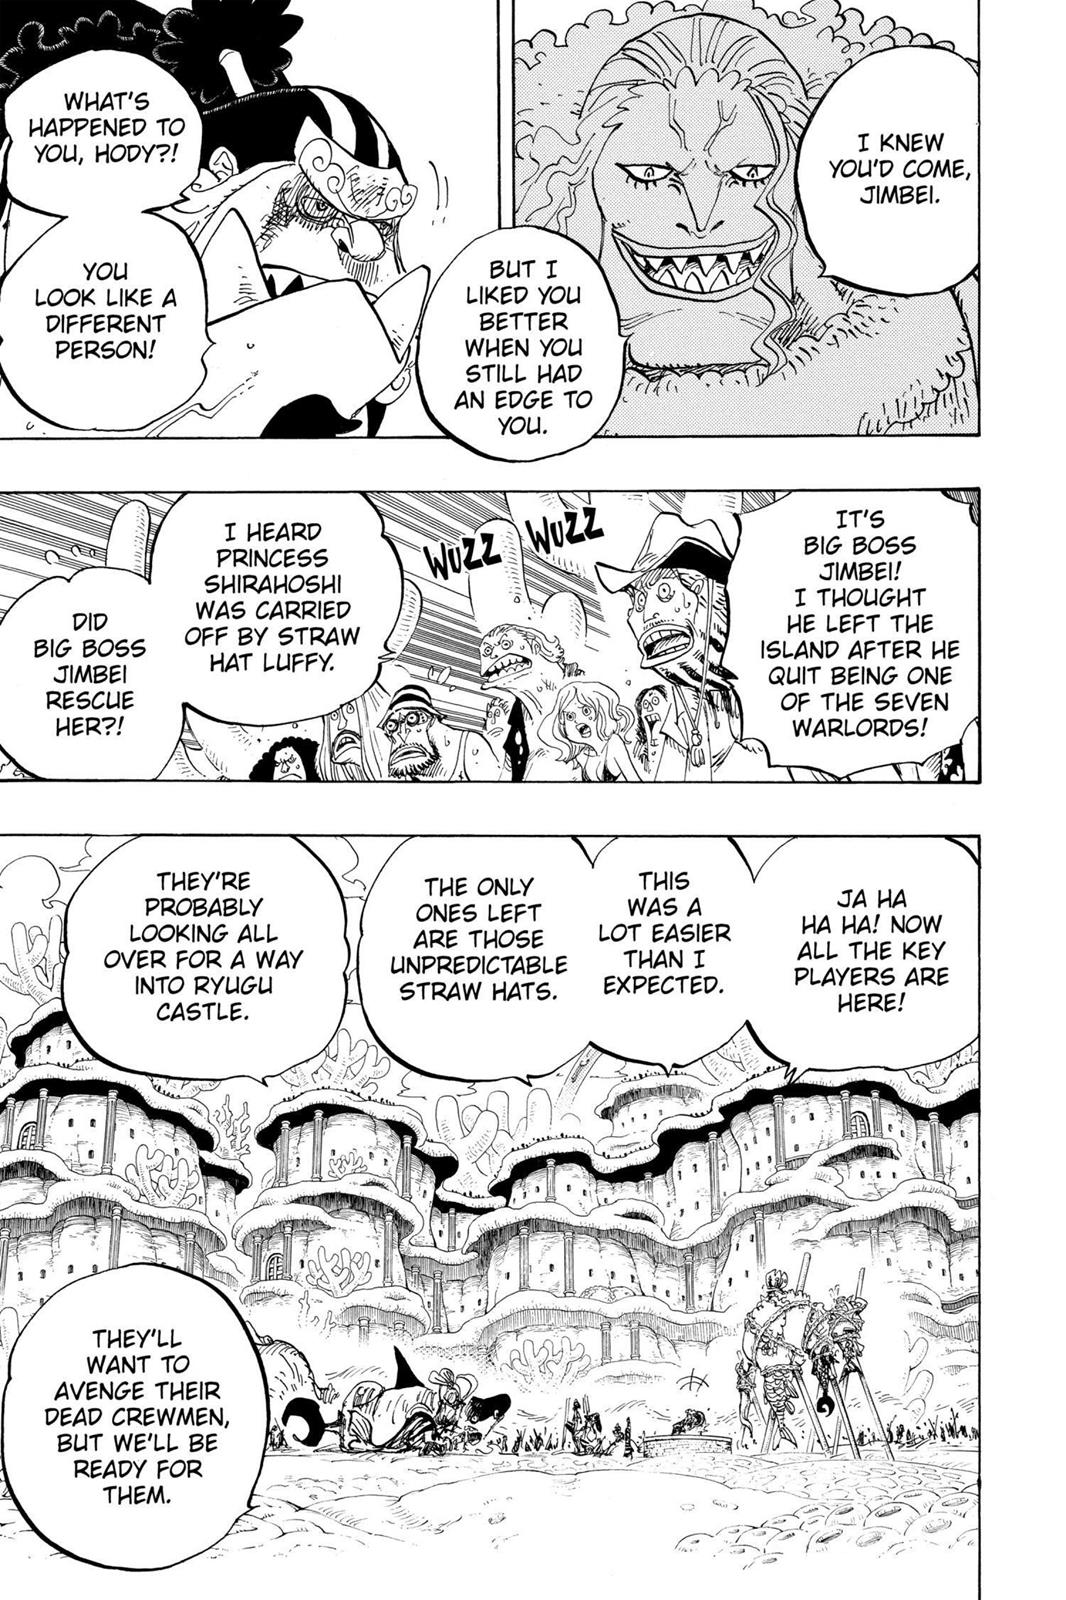 I KNEW
YOU'D COME,
JIMBEI.
BUT I
LIKED YOU
BETTER
WHEN YOU
STILL HAD
AN EDGE TO
YOU.
WHAT'S
HAPPENED TO
YOU, HODY?!
YOU
LOOK LIKE A
DIFFERENT
PERSON!
IT'S
BIG BOSS
JIMBEI!
I THOUGHT
HE LEFT THE
ISLAND AFTER HE
QUIT BEING ONE
OF THE SEVEN
WARLORDS!
WUZZ
WUZZ
I HEARD
PRINCESS
SHIRAHOSHI
WAS CARRIED
OFF BY STRAW
HAT LUFFY.
DID
BIG BOSS
JIMBEI
RESCUE
HER?!
JA HA
HA HA! NOW
ALL THE KEY
PLAYERS ARE
HERE!
THIS
WAS A
LOT EASIER
THAN I
EXPECTED.
THE ONLY
ONES LEFT
ARE THOSE
UNPREDICTABLE
STRAW HATS.
THEY'RE
PROBABLY
LOOKING ALL
OVER FOR A WAY
INTO RYUGU
CASTLE.
THEY'LL
WANT TO
AVENGE THEIR
DEAD CREWMEN,
BUT WE'LL BE
READY FOR
THEM.